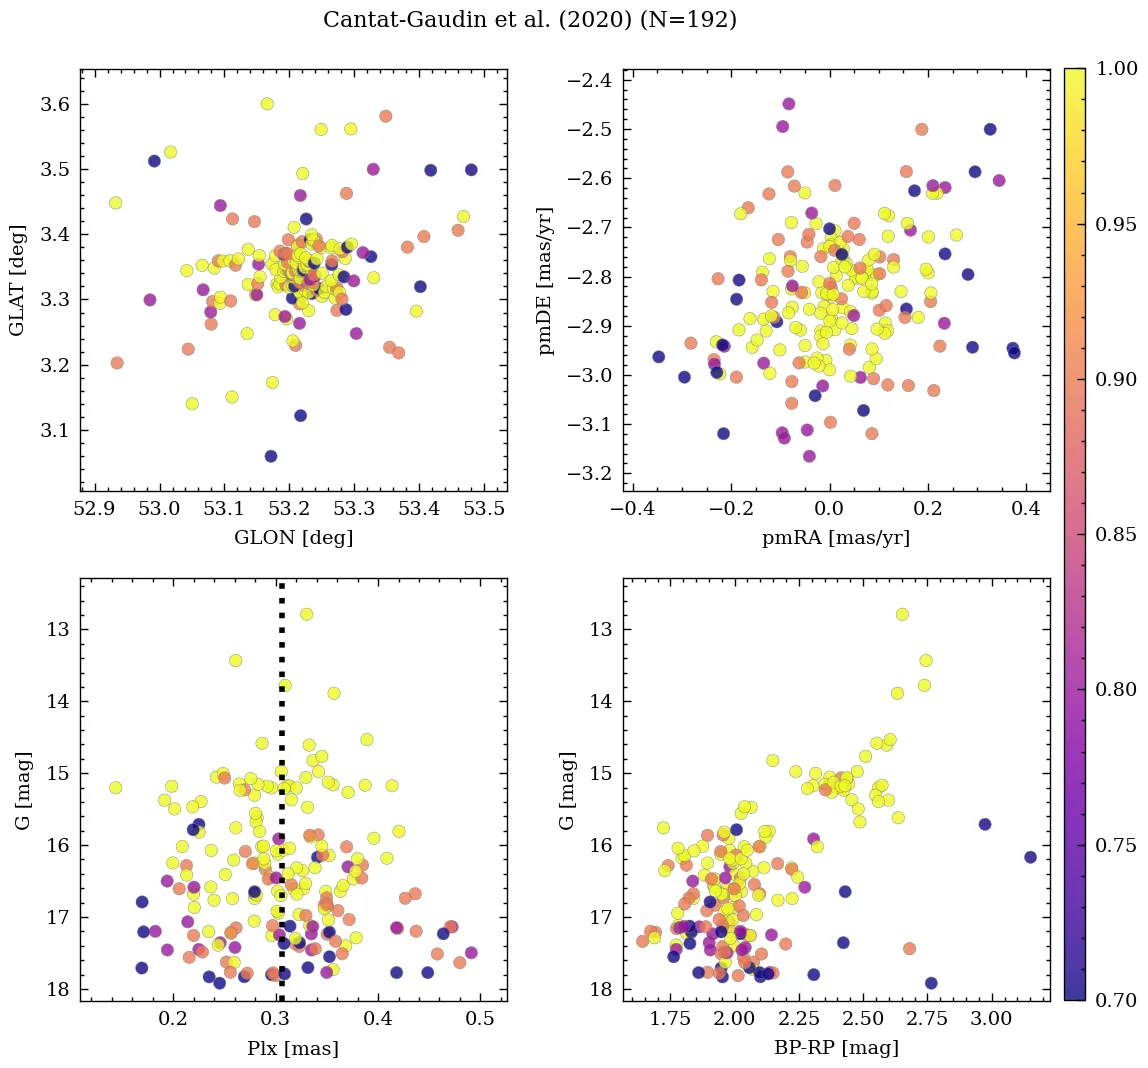 Cantat-Gaudin et al. (2020) (N=192)
3.6
3.5
3.4
3.3
3.2
3.1
GLAT [deg]
52.9 53.0 53.1 53.2 53.3 53.4 53.5
GLON [deg]
−2.4
−2.5
−2.6
−2.7
−2.8
−2.9
−3.0
−3.1
−3.2
pmDE [mas/yr]
−0.4 −0.2 0.0 0.2 0.4
pmRA [mas/yr]
13
14
15
16
17
18
G [mag]
0.2 0.3 0.4 0.5
Plx [mas]
13
14
15
16
17
18
G [mag]
1.75 2.00 2.25 2.50 2.75 3.00
BP-RP [mag]
1.00
0.95
0.90
0.85
0.80
0.75
0.70